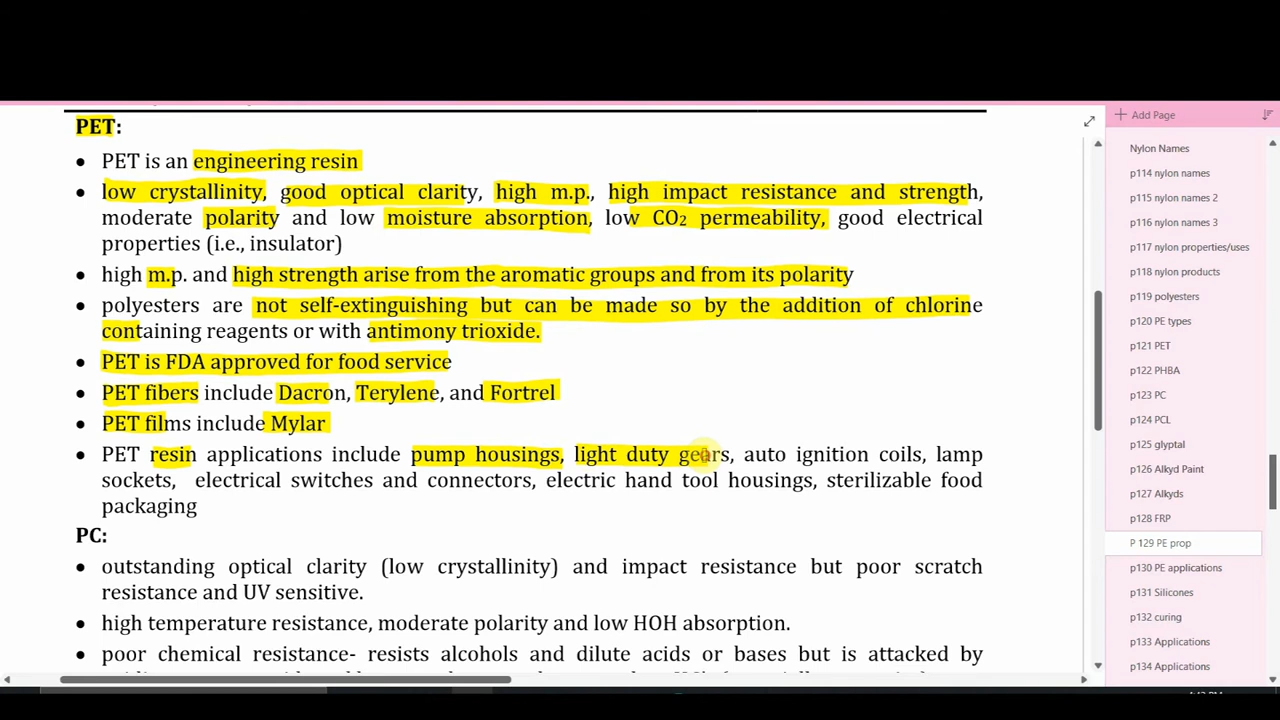 PET:
• PET is an engineering resin
• low crystallinity, good optical clarity, high m.p., high impact resistance and strength,
moderate polarity and low moisture absorption, low CO₂ permeability, good electrical
properties (i.e., insulator)
• high m.p. and high strength arise from the aromatic groups and from its polarity
• polyesters are not self-extinguishing but can be made so by the addition of chlorine
containing reagents or with antimony trioxide.
• PET is FDA approved for food service
• PET fibers include Dacron, Terylene, and Fortrel
• PET films include Mylar
• PET resin applications include pump housings, light duty gears, auto ignition coils, lamp
sockets, electrical switches and connectors, electric hand tool housings, sterilizable food
packaging
PC:
• outstanding optical clarity (low crystallinity) and impact resistance but poor scratch
resistance and UV sensitive.
• high temperature resistance, moderate polarity and low HOH absorption.
• poor chemical resistance- resists alcohols and dilute acids or bases but is attacked by
Add Page
Nylon Names
p114 nylon names
p115 nylon names 2
p116 nylon names 3
p117 nylon properties/uses
p118 nylon products
p119 polyesters
p120 PE types
p121 PET
p122 PHBA
p123 PC
p124 PCL
p125 glyptal
p126 Alkyd Paint
p127 Alkyds
p128 FRP
P 129 PE prop
p130 PE applications
p131 Silicones
p132 curing
p133 Applications
p134 Applications